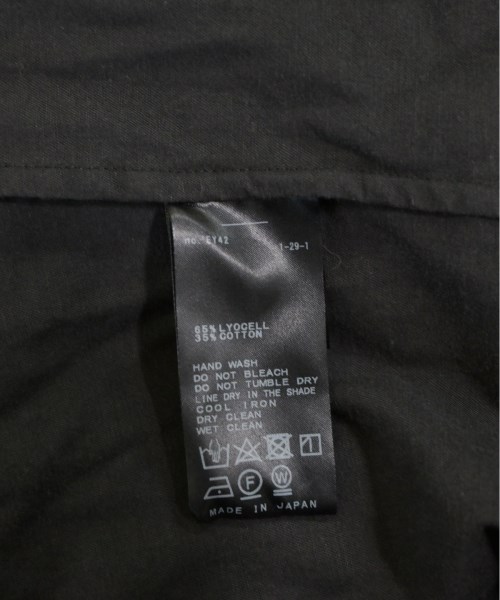 no. E142 1-29-1
65% LYOCELL
35% COTTON
HAND WASH
DO NOT BLEACH
DO NOT TUMBLE DRY
LINE DRY IN THE SHADE
COOL IRON
DRY CLEAN
WET CLEAN
F W
MADE IN JAPAN